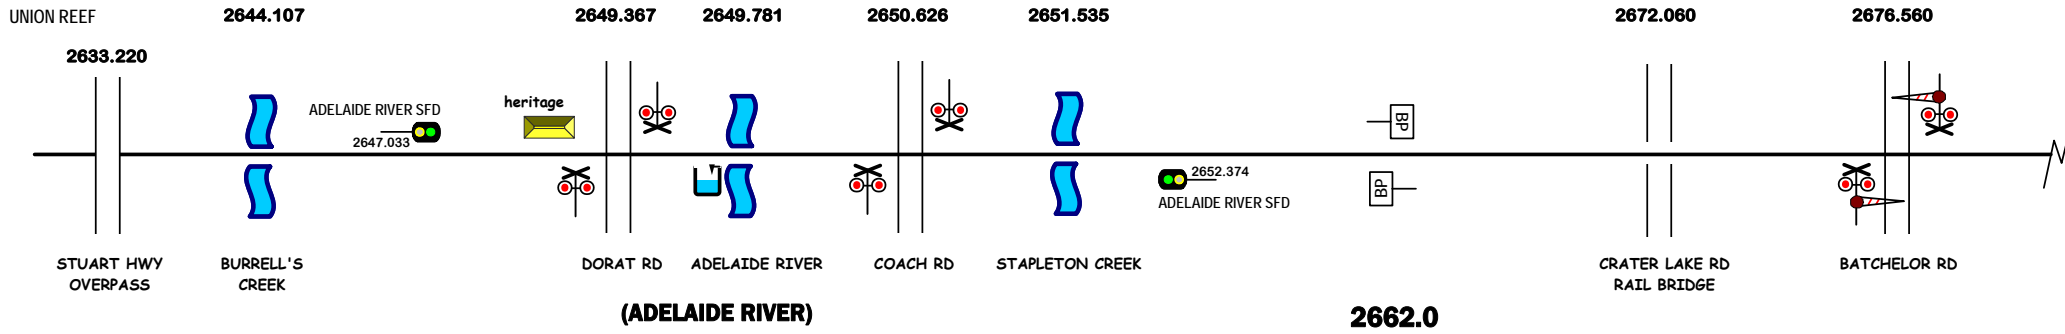 UNION REEF
2644.107
2649.367
2649.781
2650.626
2651.535
2672.060
2676.560
2633.220
heritage
ADELAIDE RIVER SFD
2647.033
BP
BP
2652.374
ADELAIDE RIVER SFD
STUART HWY
OVERPASS
BURRELL'S
CREEK
DORAT RD
ADELAIDE RIVER
COACH RD
STAPLETON CREEK
CRATER LAKE RD
RAIL BRIDGE
BATCHELOR RD
(ADELAIDE RIVER)
2662.0